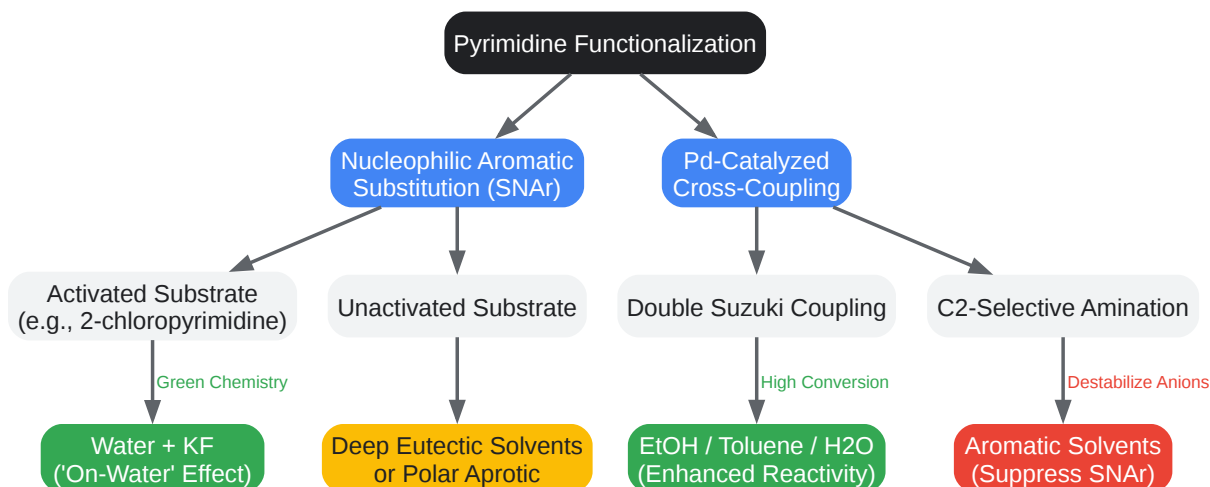 Pyrimidine Functionalization
Nucleophilic Aromatic
Substitution (SNAr)
Pd-Catalyzed
Cross-Coupling
Activated Substrate
(e.g., 2-chloropyrimidine)
Unactivated Substrate
Double Suzuki Coupling
C2-Selective Amination
Green Chemistry
High Conversion
Destabilize Anions
Water + KF
('On-Water' Effect)
Deep Eutectic Solvents
or Polar Aprotic
EtOH / Toluene / H2O
(Enhanced Reactivity)
Aromatic Solvents
(Suppress SNAr)